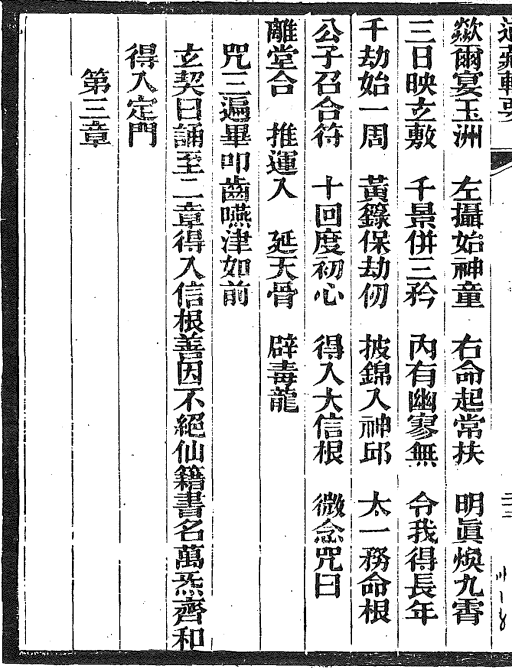 道藏輯要
歘爾宴玉洲　左攝始神童　右命起常扶　明眞煥九霄
三日映玄敷　千景併三矜　內有幽寥無　令我得長年
千劫始一周　黃籙保劫仞　披錦入神邱　太一務命根
公子召合符　十回度初心　得入大信根　微念咒曰
離堂合　推運入　延天骨　辟毒龍
咒三遍畢叩齒嚥津如前
玄契曰誦至二章得入信根善因不絕仙籍書名萬炁齊和
得入定門
第三章